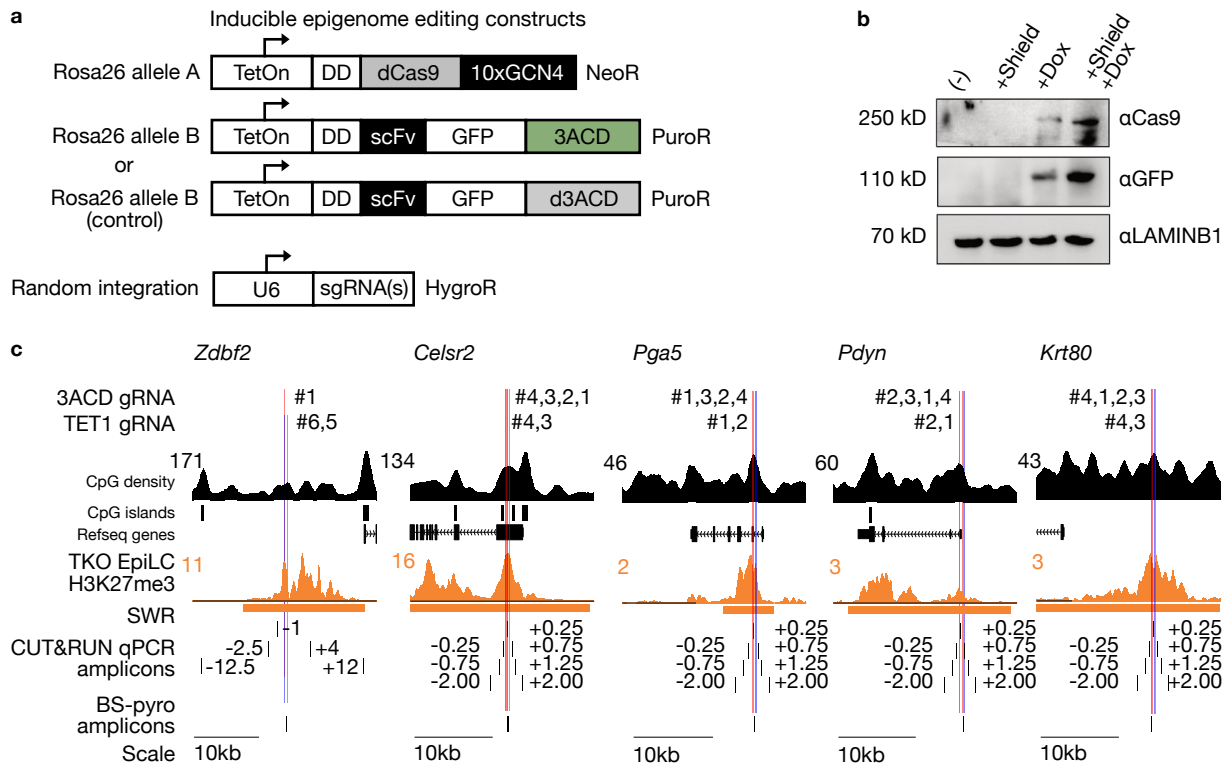 a
Inducible epigenome editing constructs
Rosa26 allele A
TetOn DD dCas9 10xGCN4 NeoR
Rosa26 allele B
TetOn DD scFv GFP 3ACD PuroR
or
Rosa26 allele B
(control)
TetOn DD scFv GFP d3ACD PuroR
Random integration
U6 sgRNA(s) HygroR
b
(-) +Shield +Dox +Shield +Dox
250 kD αCas9
110 kD αGFP
70 kD αLAMINB1
c
Zdbf2 Celsr2 Pga5 Pdyn Krt80
3ACD gRNA #1 #4,3,2,1 #1,3,2,4 #2,3,1,4 #4,1,2,3
TET1 gRNA #6,5 #4,3 #1,2 #2,1 #4,3
171 134 46 60 43
CpG density
CpG islands
Refseq genes
TKO EpiLC
H3K27me3
11 16 2 3 3
SWR
-1 +0.25 +0.25 +0.25 +0.25
CUT&RUN qPCR
amplicons
-2.5 +4 -0.25 +0.75 -0.25 +0.75 -0.25 +0.75 -0.25 +0.75
-12.5 +12 -0.75 +1.25 -0.75 +1.25 -0.75 +1.25 -0.75 +1.25
-2.00 +2.00 -2.00 +2.00 -2.00 +2.00 -2.00 +2.00
BS-pyro
amplicons
Scale 10kb 10kb 10kb 10kb 10kb